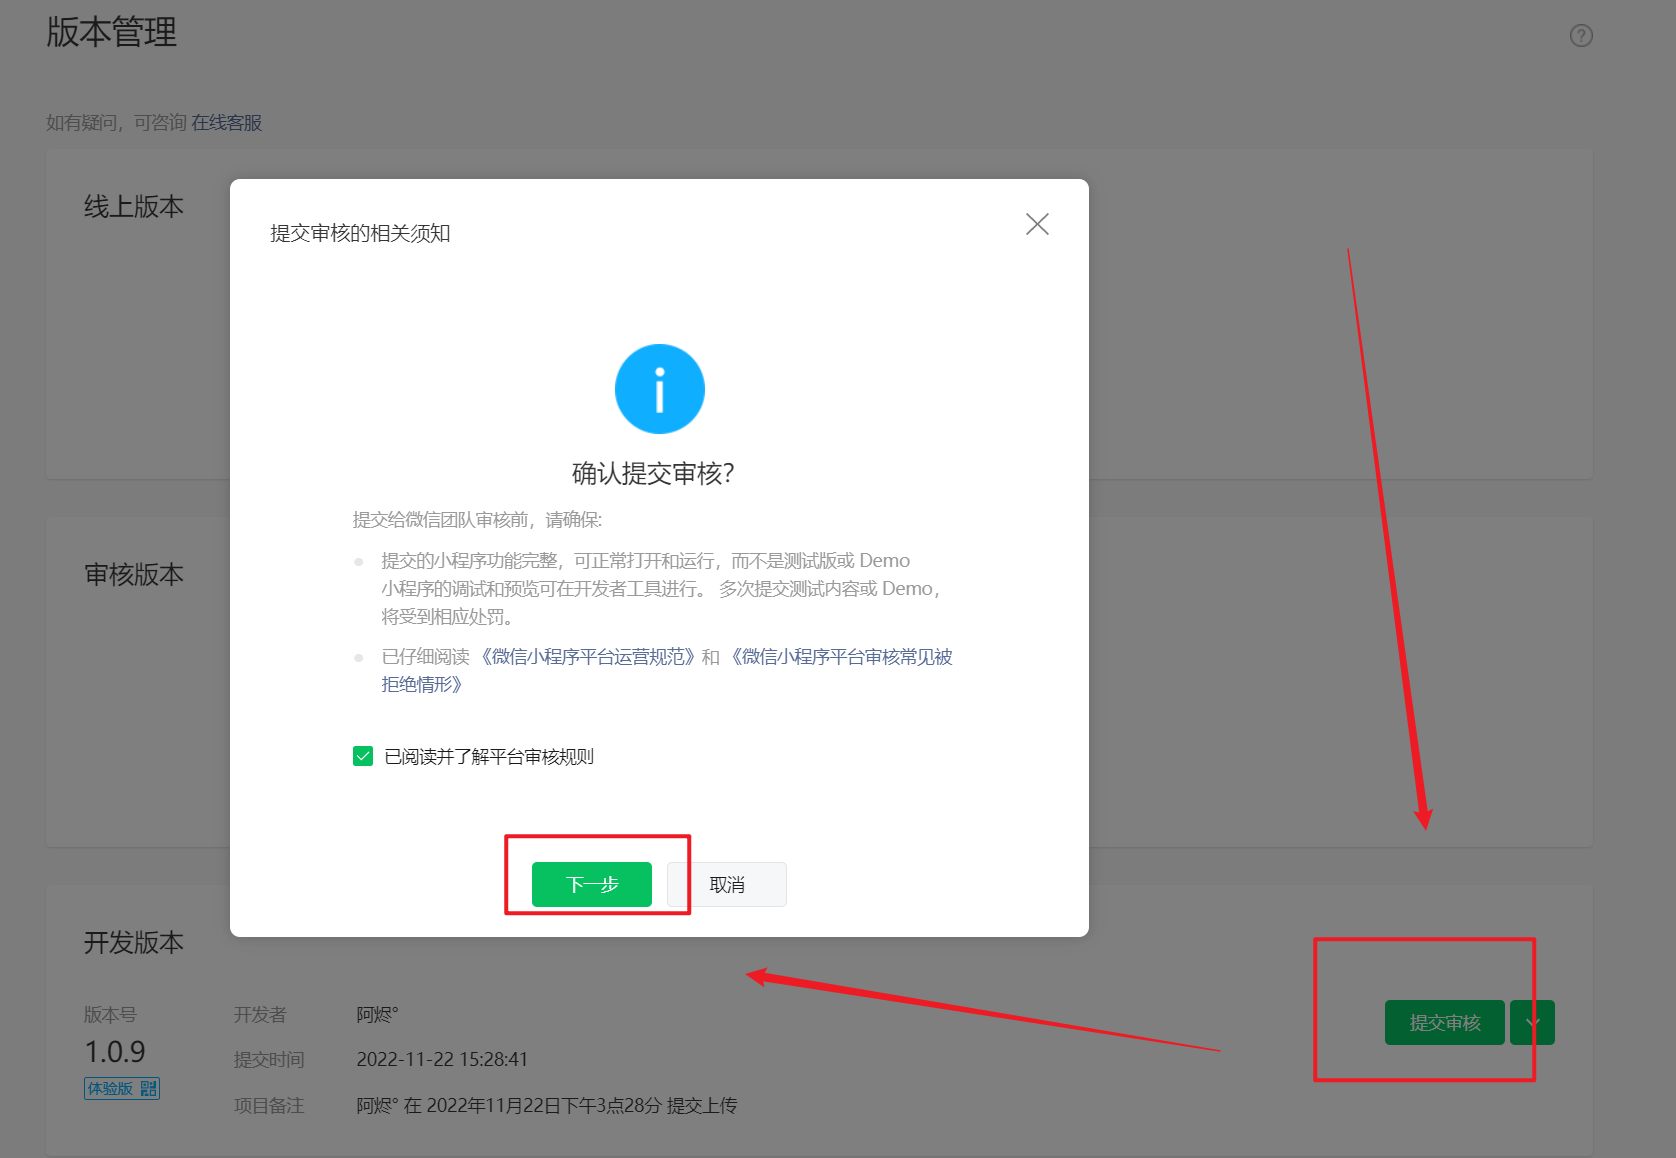 版本管理
如有疑问，可咨询 在线客服
线上版本
提交审核的相关须知
确认提交审核？
提交给微信团队审核前，请确保:
提交的小程序功能完整，可正常打开和运行，而不是测试版或 Demo
小程序的调试和预览可在开发者工具进行。 多次提交测试内容或 Demo，
将受到相应处罚。
已仔细阅读 《微信小程序平台运营规范》和 《微信小程序平台审核常见被
拒绝情形》
已阅读并了解平台审核规则
下一步 取消
审核版本
开发版本
版本号
1.0.9
体验版
开发者 阿烬°
提交时间 2022-11-22 15:28:41
项目备注 阿烬° 在 2022年11月22日下午3点28分 提交上传
提交审核